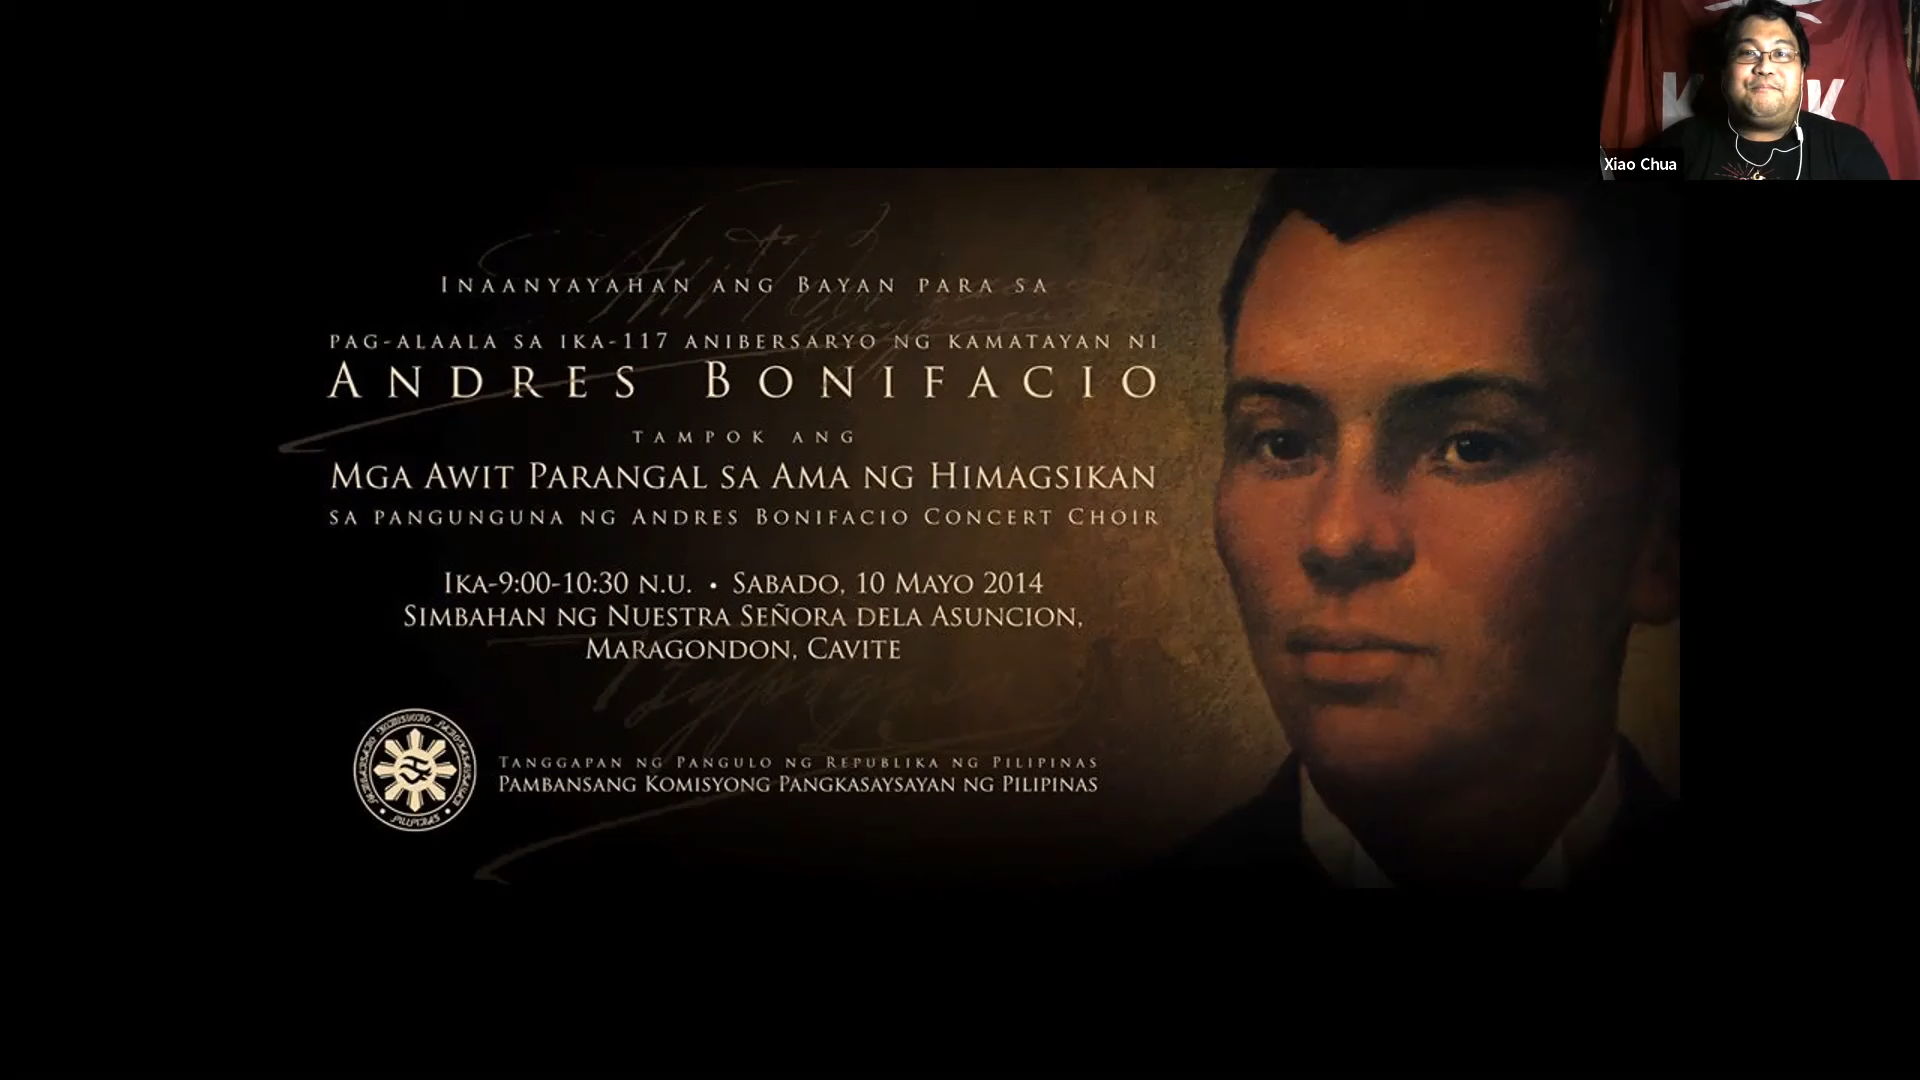 Xiao Chua
K K
INAANYAYAHAN ANG BAYAN PARA SA
PAG-ALAALA SA IKA-117 ANIBERSARYO NG KAMATAYAN NI
ANDRES BONIFACIO
TAMPOK ANG
MGA AWIT PARANGAL SA AMA NG HIMAGSIKAN
SA PANGUNGUNA NG ANDRES BONIFACIO CONCERT CHOIR
IKA-9:00-10:30 N.U. • SABADO, 10 MAYO 2014
SIMBAHAN NG NUESTRA SEÑORA DELA ASUNCION,
MARAGONDON, CAVITE
TANGGAPAN NG PANGULO NG REPUBLIKA NG PILIPINAS
PAMBANSANG KOMISYONG PANGKASAYSAYAN NG PILIPINAS